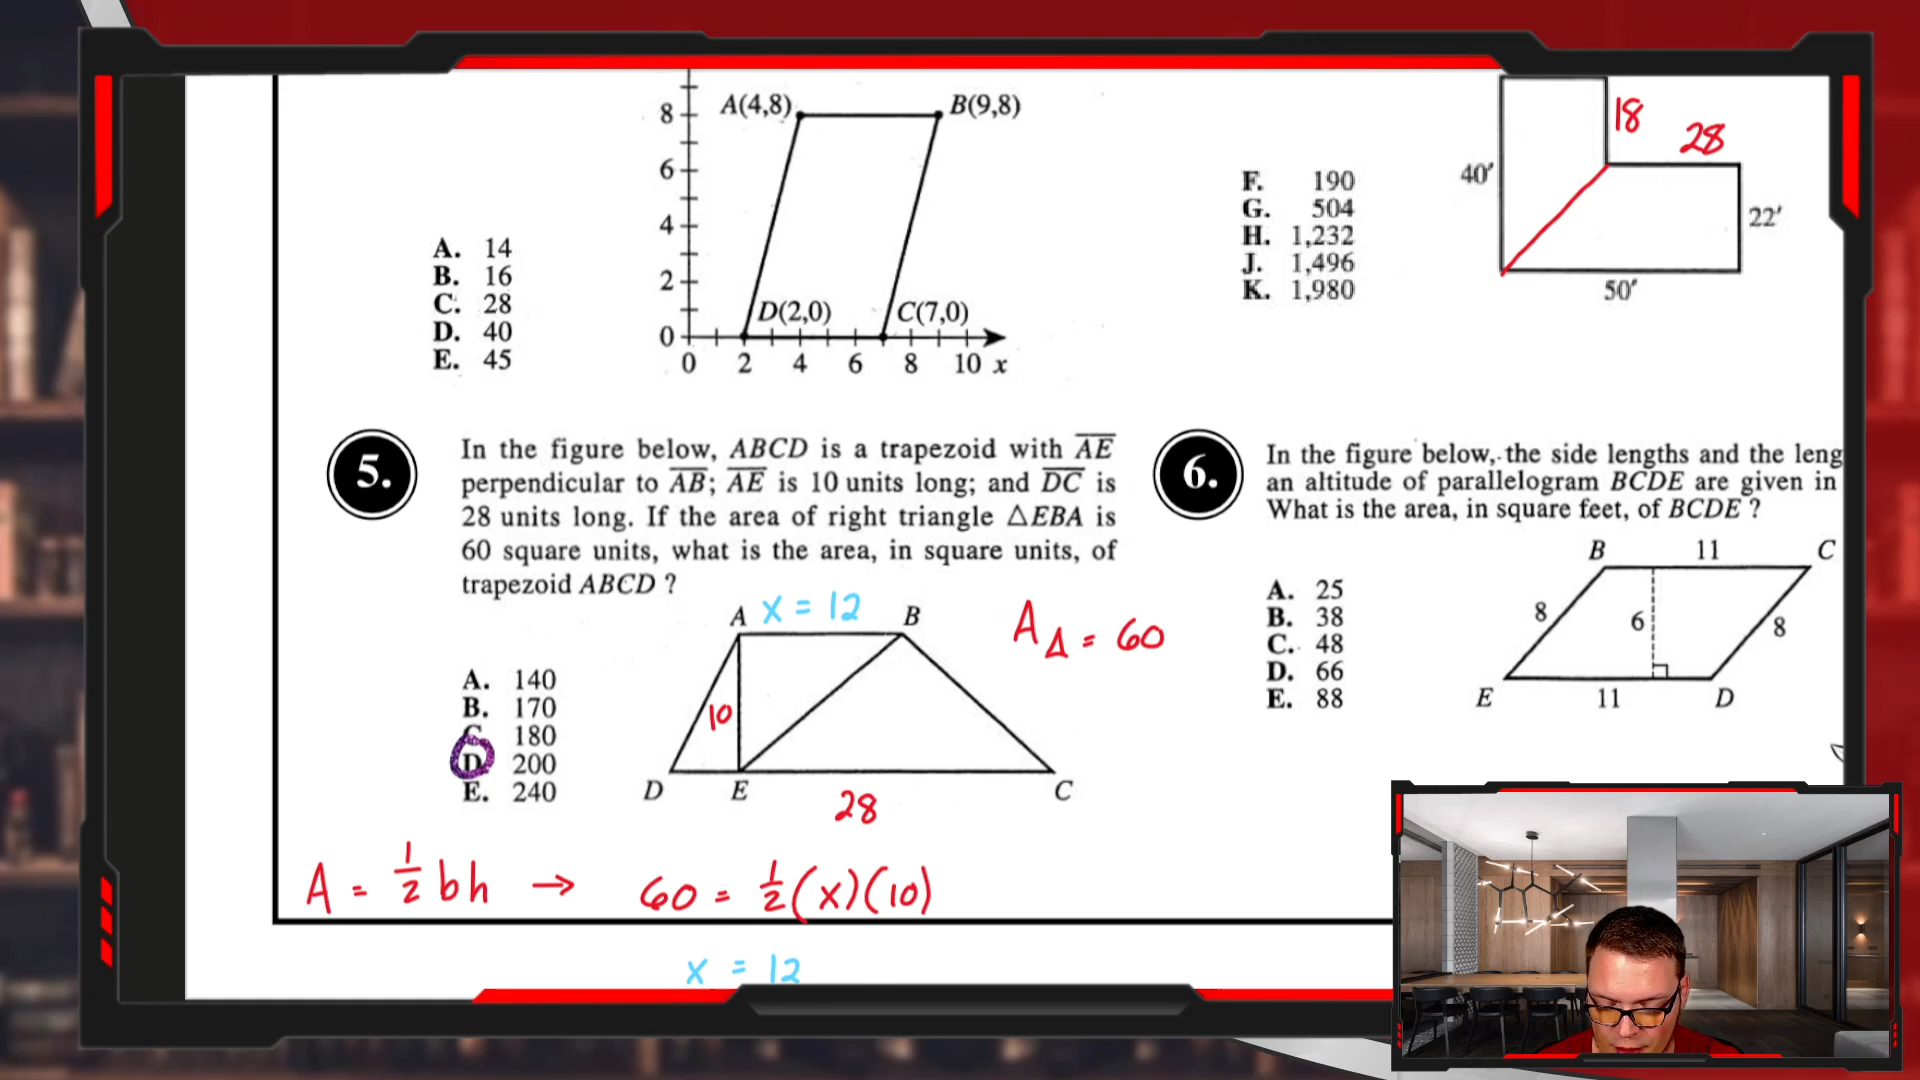 8
A(4,8)
B(9,8)
6
4
2
0
D(2,0)
C(7,0)
0 2 4 6 8 10 x
A. 14
B. 16
C. 28
D. 40
E. 45
18
28
40'
22'
50'
F. 190
G. 504
H. 1,232
J. 1,496
K. 1,980
5.
In the figure below, ABCD is a trapezoid with AE
perpendicular to AB; AE is 10 units long; and DC is
28 units long. If the area of right triangle △EBA is
60 square units, what is the area, in square units, of
trapezoid ABCD ?
A x = 12 B
A△ = 60
10
D E C
28
A. 140
B. 170
C. 180
D. 200
E. 240
A = 1/2 bh → 60 = 1/2 (x)(10)
x = 12
6.
In the figure below, the side lengths and the leng
an altitude of parallelogram BCDE are given in
What is the area, in square feet, of BCDE ?
B 11 C
8 6 8
E 11 D
A. 25
B. 38
C. 48
D. 66
E. 88